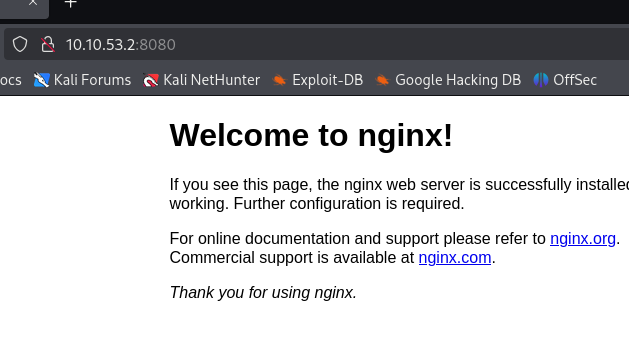 10.10.53.2:8080
ocs Kali Forums Kali NetHunter Exploit-DB Google Hacking DB OffSec
Welcome to nginx!
If you see this page, the nginx web server is successfully installed
working. Further configuration is required.
For online documentation and support please refer to nginx.org.
Commercial support is available at nginx.com.
Thank you for using nginx.